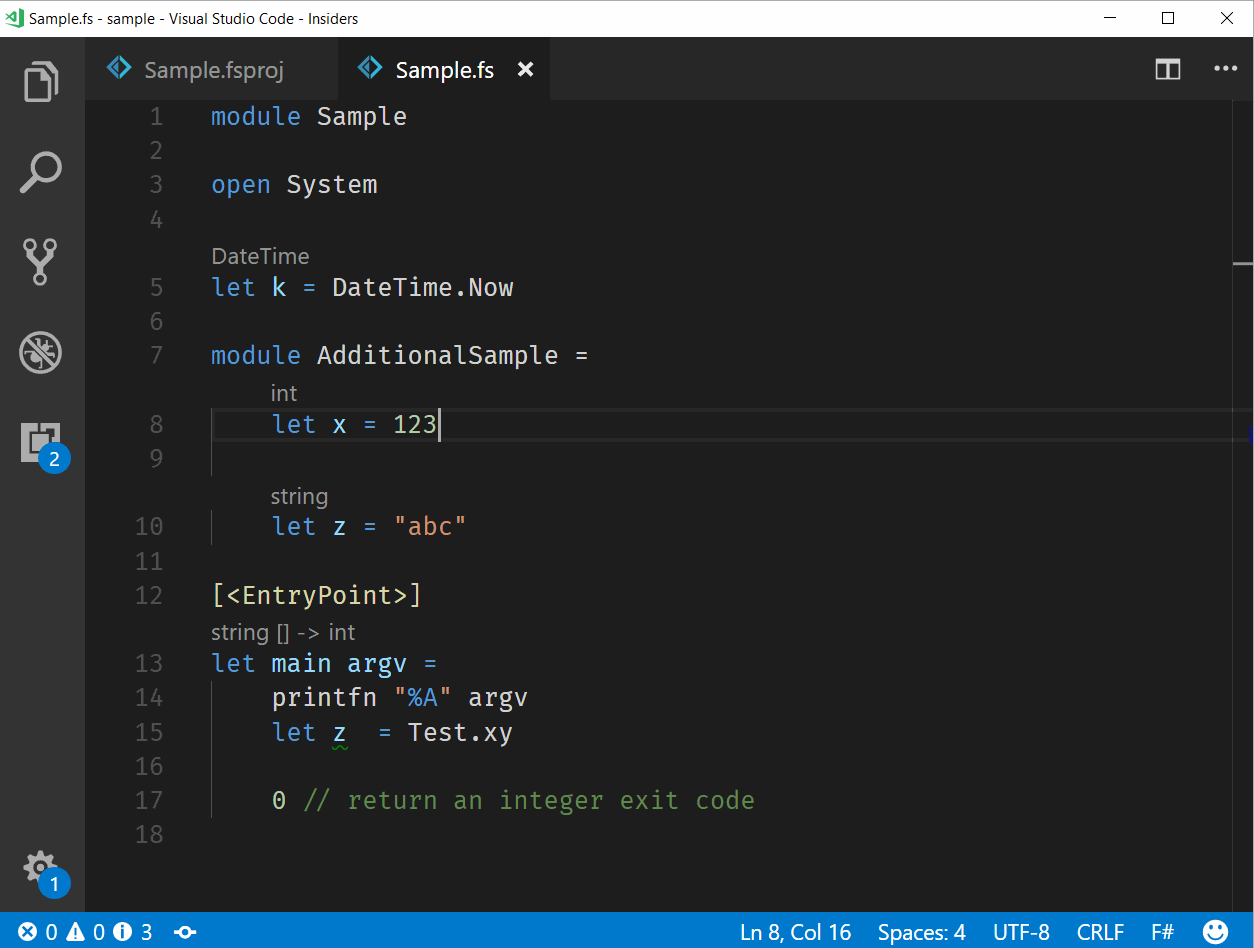 Sample.fs - sample - Visual Studio Code - Insiders
Sample.fsproj Sample.fs
1 module Sample
2
3 open System
4
DateTime
5 let k = DateTime.Now
6
7 module AdditionalSample =
int
8 let x = 123
9
string
10 let z = "abc"
11
12 [<EntryPoint>]
string [] -> int
13 let main argv =
14 printfn "%A" argv
15 let z  = Test.xy
16
17 0 // return an integer exit code
18
2
1
0 0 3 Ln 8, Col 16 Spaces: 4 UTF-8 CRLF F#